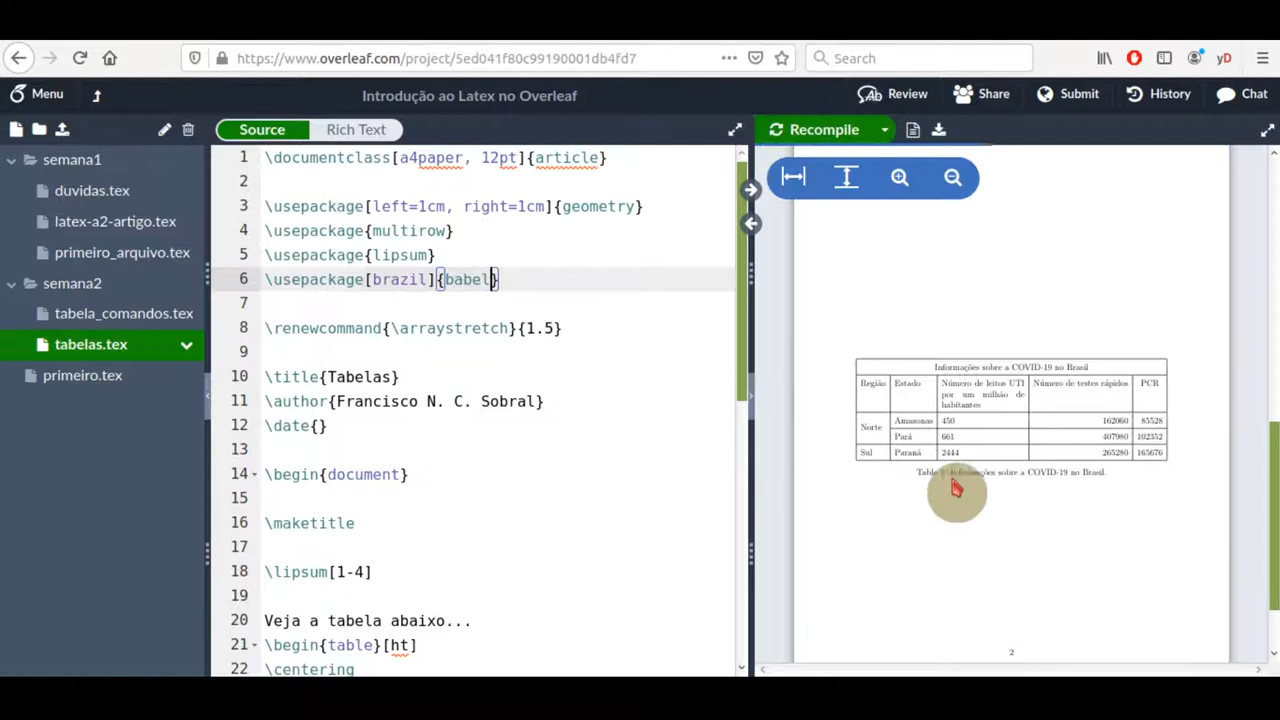 https://www.overleaf.com/project/5ed041f80c99190001db4fd7
Search
yD
Menu
Introdução ao Latex no Overleaf
Review
Share
Submit
History
Chat
Source
Rich Text
Recompile
semana1
duvidas.tex
latex-a2-artigo.tex
primeiro_arquivo.tex
semana2
tabela_comandos.tex
tabelas.tex
primeiro.tex
1 \documentclass[a4paper, 12pt]{article}
2
3 \usepackage[left=1cm, right=1cm]{geometry}
4 \usepackage{multirow}
5 \usepackage{lipsum}
6 \usepackage[brazil]{babel}
7
8 \renewcommand{\arraystretch}{1.5}
9
10 \title{Tabelas}
11 \author{Francisco N. C. Sobral}
12 \date{}
13
14 \begin{document}
15
16 \maketitle
17
18 \lipsum[1-4]
19
20 Veja a tabela abaixo...
21 \begin{table}[ht]
22 \centering
Informações sobre a COVID-19 no Brasil
Região Estado Número de leitos UTI Número de testes rápidos PCR
por um milhão de
habitantes
Norte Amazonas 450 162060 85528
Pará 661 407980 102352
Sul Paraná 2444 265280 165676
sobre a COVID-19 no Brasil.
2